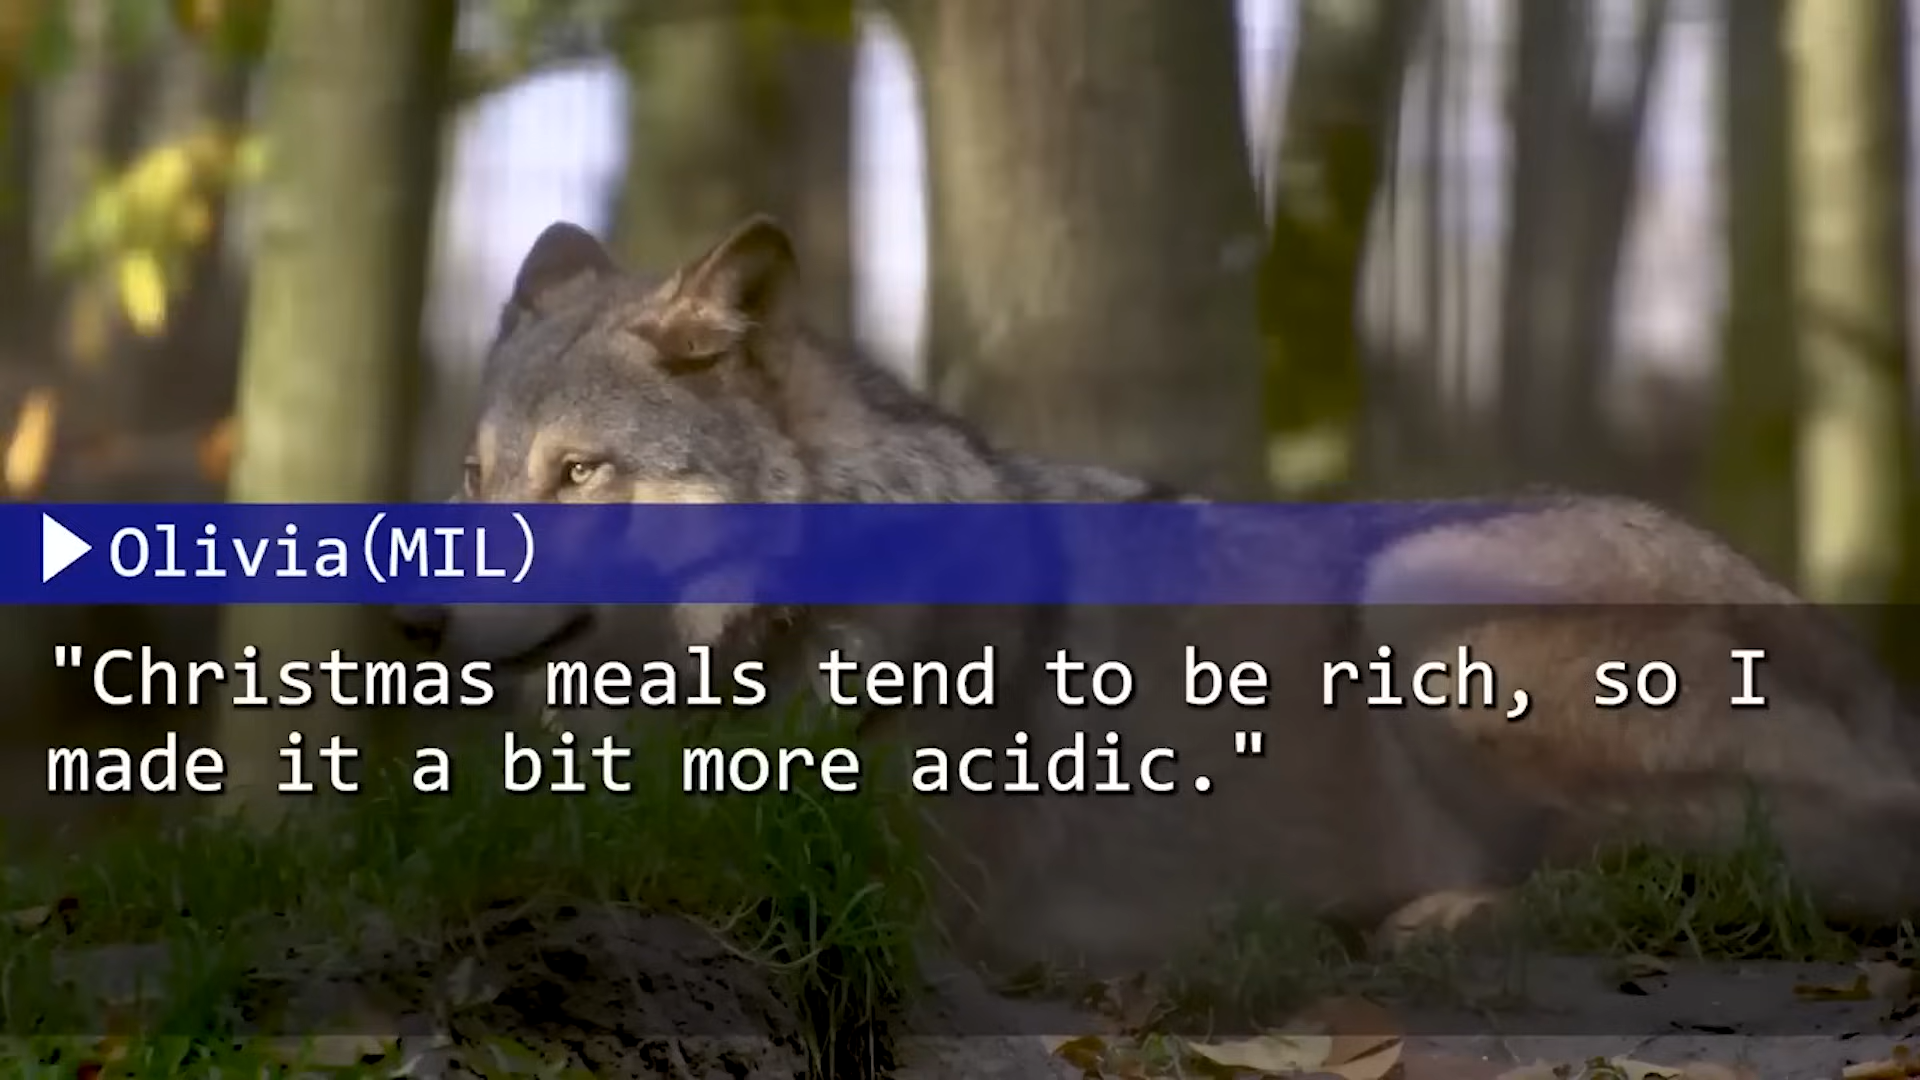 Olivia(MIL)
"Christmas meals tend to be rich, so I
made it a bit more acidic."